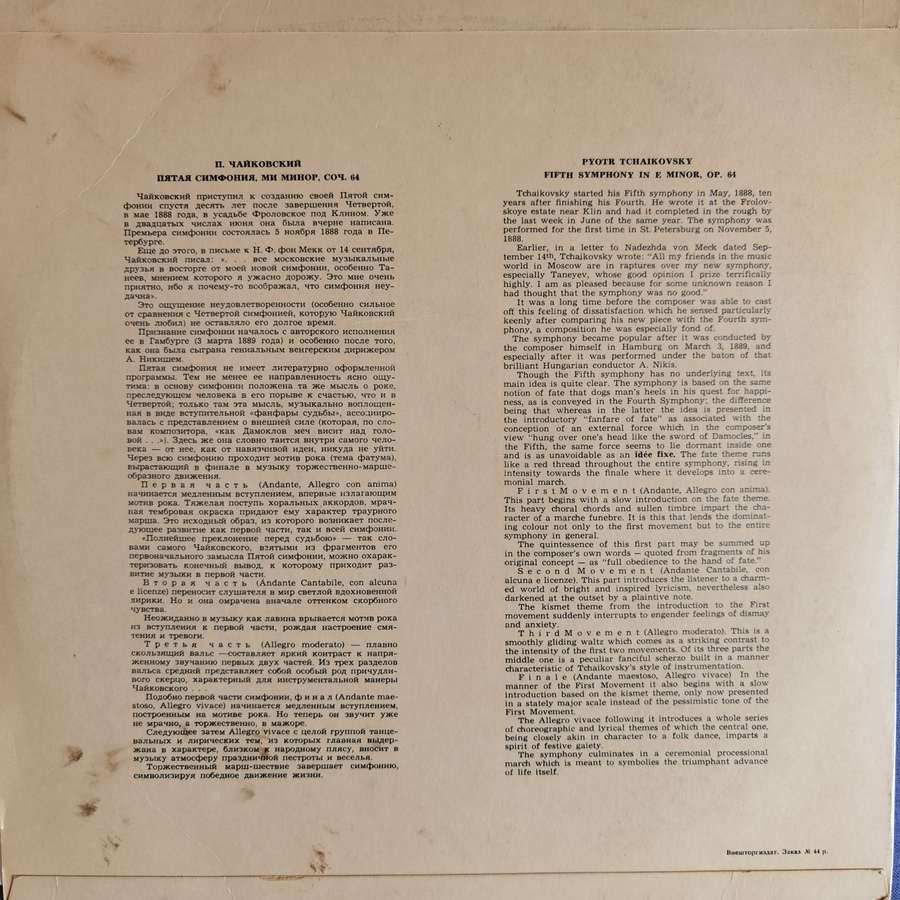 П. ЧАЙКОВСКИЙ
ПЯТАЯ СИМФОНИЯ, МИ МИНОР, СОЧ. 64
Чайковский приступил к созданию своей Пятой сим-
фонии спустя десять лет после завершения Четвертой,
в мае 1888 года, в усадьбе Фроловское под Клином. Уже
в двадцатых числах июня она была вчерне написана.
Премьера симфонии состоялась 5 ноября 1888 года в Пе-
тербурге.
Еще до этого, в письме к Н. Ф. фон Мекк от 14 сентября,
Чайковский писал: ». . . все московские музыкальные
друзья в восторге от моей новой симфонии, особенно Та-
неев, мнением которого я ужасно дорожу. Это мне очень
приятно, ибо я почему-то воображал, что симфония неу-
дачна».
Это ощущение неудовлетворенности (особенно сильное
от сравнения с Четвертой симфонией, которую Чайковский
очень любил) не оставляло его долгое время.
Признание симфонии началось с авторского исполнения
ее в Гамбурге (3 марта 1889 года) и особенно после того,
как она была сыграна гениальным венгерским дирижером
А. Никишем.
Пятая симфония не имеет литературно оформленной
программы. Тем не менее ее направленность ясно ощу-
тима: в основу симфонии положена та же мысль о роке,
преследующем человека в его порыве к счастью, что и в
Четвертой; только там эта мысль, музыкально воплощен-
ная в виде вступительной «фанфары судьбы», ассоцииро-
валась с представлением о внешней силе (которая, по сло-
вам композитора, «как Дамоклов меч висит над голо-
вой . . .»). Здесь же она словно таится внутри самого чело-
века — от нее, как от навязчивой идеи, никуда не уйти.
Через всю симфонию проходит мотив рока (тема фатума),
вырастающий в финале в музыку торжественно-марше-
образного движения.
Первая часть (Andante, Allegro con anima)
начинается медленным вступлением, впервые излагающим
мотив рока. Тяжелая поступь хоральных аккордов, мрач-
ная тембровая окраска придают ему характер траурного
марша. Это исходный образ, из которого возникает после-
дующее развитие как первой части, так и всей симфонии.
«Полнейшее преклонение перед судьбою» — так сло-
вами самого Чайковского, взятыми из фрагментов его
первоначального замысла Пятой симфонии, можно охарак-
теризовать конечный вывод, к которому приходит раз-
витие музыки в первой части.
Вторая часть (Andante Cantabile, con alcuna
e licenze) переносит слушателя в мир светлой вдохновенной
лирики. Но и она омрачена вначале оттенком скорбного
чувства.
Неожиданно в музыку как лавина врывается мотив рока
из вступления к первой части, рождая настроение смя-
тения и тревоги.
Третья часть (Allegro moderato) — плавно
скользящий вальс —составляет яркий контраст к напря-
женному звучанию первых двух частей. Из трех разделов
вальса средний представляет собой особый род причудли-
вого скерцо, характерный для инструментальной манеры
Чайковского . . .
Подобно первой части симфонии, финал (Andante mae-
stoso, Allegro vivace) начинается медленным вступлением,
построенным на мотиве рока. Но теперь он звучит уже
не мрачно, а торжественно, в мажоре.
Следующее затем Allegro vivace с целой группой танце-
вальных и лирических тем, из которых главная выдер-
жана в характере, близком к народному плясу, вносит в
музыку атмосферу праздничной пестроты и веселья.
Торжественный марш-шествие завершает симфонию,
символизируя победное движение жизни.
PYOTR TCHAIKOVSKY
FIFTH SYMPHONY IN E MINOR, OP. 64
Tchaikovsky started his Fifth symphony in May, 1888, ten
years after finishing his Fourth. He wrote it at the Frolov-
skoye estate near Klin and had it completed in the rough by
the last week in June of the same year. The symphony was
performed for the first time in St. Petersburg on November 5,
1888.
Earlier, in a letter to Nadezhda von Meck dated Sep-
tember 14th, Tchaikovsky wrote: “All my friends in the music
world in Moscow are in raptures over my new symphony,
especially Taneyev, whose good opinion I prize terrifically
highly. I am as pleased because for some unknown reason I
had thought that the symphony was no good.”
It was a long time before the composer was able to cast
off this feeling of dissatisfaction which he sensed particularly
keenly after comparing his new piece with the Fourth sym-
phony, a composition he was especially fond of.
The symphony became popular after it was conducted by
the composer himself in Hamburg on March 3, 1889, and
especially after it was performed under the baton of that
brilliant Hungarian conductor A. Nikis.
Though the Fifth symphony has no underlying text, its
main idea is quite clear. The symphony is based on the same
notion of fate that dogs man's heels in his quest for happi-
ness, as is conveyed in the Fourth Symphony; the difference
being that whereas in the latter the idea is presented in
the introductory “fanfare of fate” as associated with the
conception of an external force which in the composer's
view “hung over one's head like the sword of Damocles,” in
the Fifth, the same force seems to lie dormant inside one
and is as unavoidable as an idée fixe. The fate theme runs
like a red thread throughout the entire symphony, rising in
intensity towards the finale where it develops into a cere-
monial march.
First Movement (Andante, Allegro con anima).
This part begins with a slow introduction on the fate theme.
Its heavy choral chords and sullen timbre impart the cha-
racter of a marche funebre. It is this that lends the dominat-
ing colour not only to the first movement but to the entire
symphony in general.
The quintessence of this first part may be summed up
in the composer's own words – quoted from fragments of his
original concept – as “full obedience to the hand of fate.”
Second Movement (Andante Cantabile, con
alcuna e licenze). This part introduces the listener to a charm-
ed world of bright and inspired lyricism, nevertheless also
darkened at the outset by a plaintive note.
The kismet theme from the introduction to the First
movement suddenly interrupts to engender feelings of dismay
and anxiety.
Third Movement (Allegro moderato). This is a
smoothly gliding waltz which comes as a striking contrast to
the intensity of the first two movements. Of its three parts the
middle one is a peculiar fanciful scherzo built in a manner
characteristic of Tchaikovsky's style of instrumentation.
Finale (Andante maestoso, Allegro vivace) In the
manner of the First Movement it also begins with a slow
introduction based on the kismet theme, only now presented
in a stately major scale instead of the pessimistic tone of the
First Movement.
The Allegro vivace following it introduces a whole series
of choreographic and lyrical themes of which the central one,
being closely akin in character to a folk dance, imparts a
spirit of festive gaiety.
The symphony culminates in a ceremonial processional
march which is meant to symbolies the triumphant advance
of life itself.
Внешторгиздат. Заказ № 44 р.